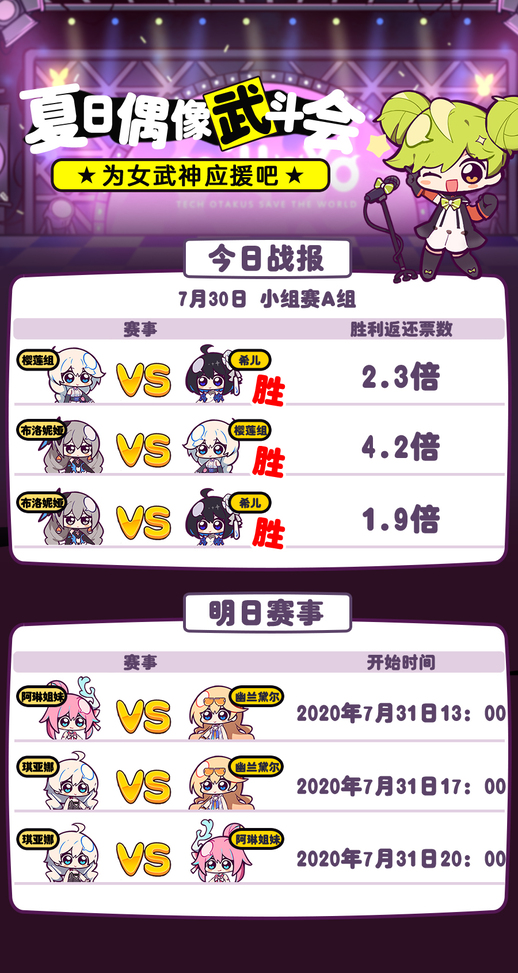 夏日偶像武斗会
★为女武神应援吧★
TECH OTAKUS SAVE THE WORLD
今日战报
7月30日 小组赛A组
赛事 胜利返还票数
樱莲组 VS 希儿 胜 2.3倍
布洛妮娅 VS 樱莲组 胜 4.2倍
布洛妮娅 VS 希儿 胜 1.9倍
明日赛事
赛事 开始时间
阿琳姐妹 VS 幽兰黛尔 2020年7月31日13：00
琪亚娜 VS 幽兰黛尔 2020年7月31日17：00
琪亚娜 VS 阿琳姐妹 2020年7月31日20：00